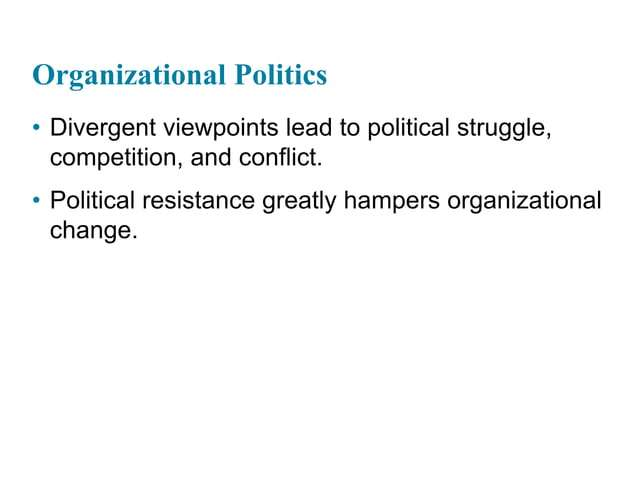 Organizational Politics
• Divergent viewpoints lead to political struggle,
competition, and conflict.
• Political resistance greatly hampers organizational
change.